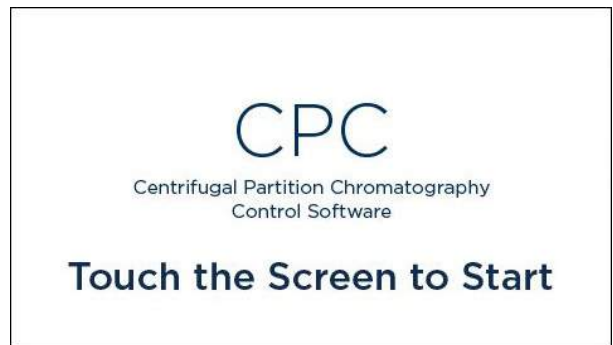 CPC
Centrifugal Partition Chromatography
Control Software
Touch the Screen to Start